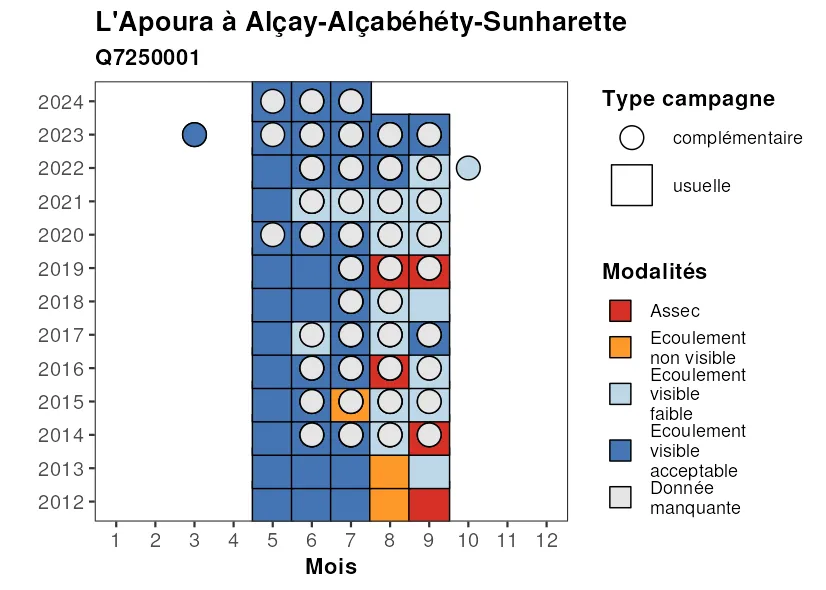 L'Apoura à Alçay-Alçabéhéty-Sunharette
Q7250001
2024
2023
2022
2021
2020
2019
2018
2017
2016
2015
2014
2013
2012
1 2 3 4 5 6 7 8 9 10 11 12
Mois
Type campagne
complémentaire
usuelle
Modalités
Assec
Ecoulement
non visible
Ecoulement
visible
faible
Ecoulement
visible
acceptable
Donnée
manquante